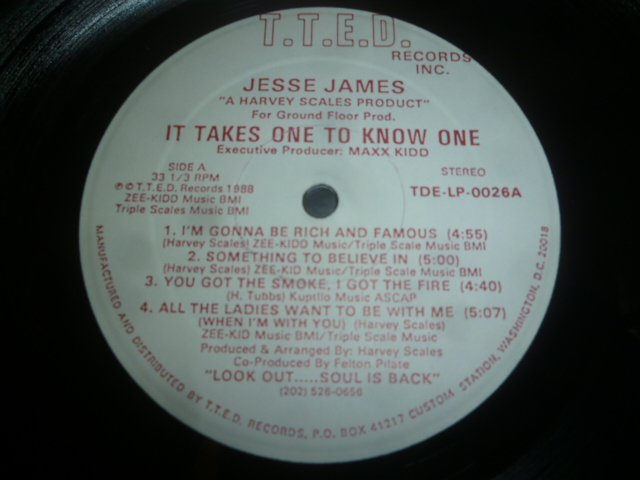 T.T.E.D.
RECORDS
INC.
JESSE JAMES
"A HARVEY SCALES PRODUCT"
For Ground Floor Prod.
IT TAKES ONE TO KNOW ONE
Executive Producer: MAXX KIDD
SIDE A
33 1/3 RPM
STEREO
℗ © T.T.E.D. Records 1988
TDE-LP-0026A
ZEE-KIDD Music BMI
Triple Scales Music BMI
1. I'M GONNA BE RICH AND FAMOUS (4:55)
(Harvey Scales) ZEE-KIDD Music/Triple Scale Music BMI
2. SOMETHING TO BELIEVE IN (5:00)
(Harvey Scales) ZEE-KID Music/Triple Scale Music BMI
3. YOU GOT THE SMOKE, I GOT THE FIRE (4:40)
(H. Tubbs) Kuptllo Music ASCAP
4. ALL THE LADIES WANT TO BE WITH ME (5:07)
(WHEN I'M WITH YOU) (Harvey Scales)
ZEE-KID Music BMI/Triple Scale Music
Produced & Arranged By: Harvey Scales
Co-Produced By Felton Pilate
"LOOK OUT.....SOUL IS BACK"
(202) 526-0656
MANUFACTURED AND DISTRIBUTED BY T.T.E.D. RECORDS, P.O. BOX 41217 CUSTOM STATION, WASHINGTON, D.C. 20018